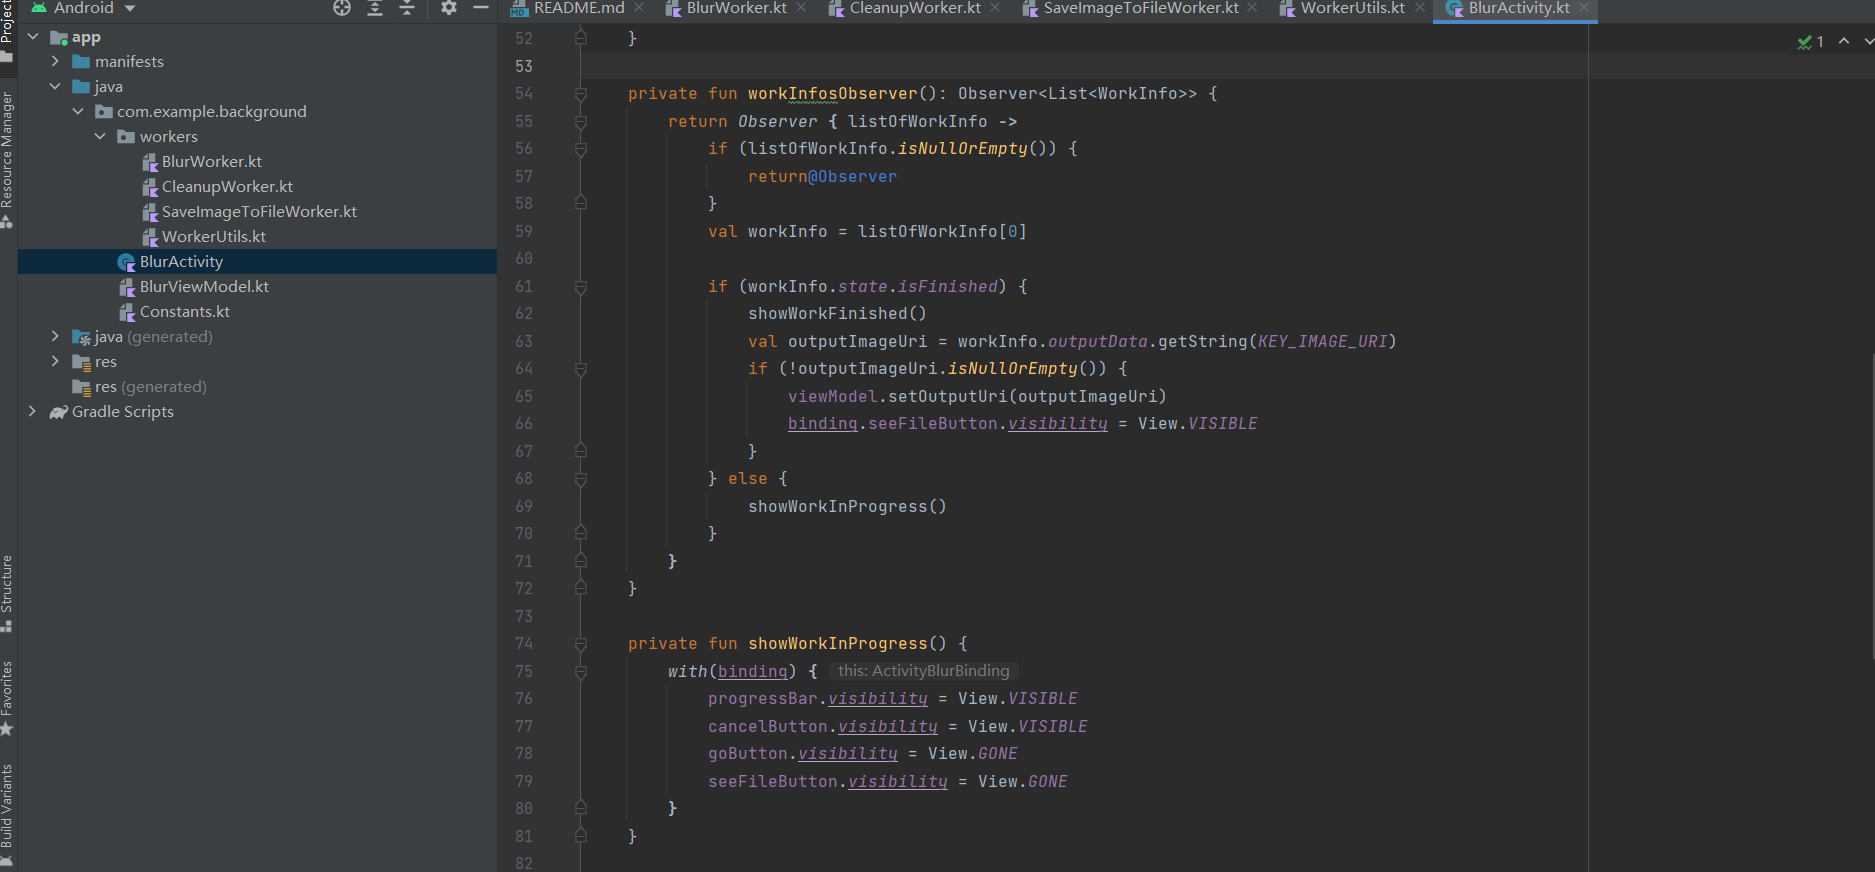 Android
README.md
BlurWorker.kt
CleanupWorker.kt
SaveImageToFileWorker.kt
WorkerUtils.kt
BlurActivity.kt
Project
Resource Manager
Structure
Favorites
Build Variants
app
manifests
java
com.example.background
workers
BlurWorker.kt
CleanupWorker.kt
SaveImageToFileWorker.kt
WorkerUtils.kt
BlurActivity
BlurViewModel.kt
Constants.kt
java (generated)
res
res (generated)
Gradle Scripts
1
52 }
53
54 private fun workInfosObserver(): Observer<List<WorkInfo>> {
55 return Observer { listOfWorkInfo ->
56 if (listOfWorkInfo.isNullOrEmpty()) {
57 return@Observer
58 }
59 val workInfo = listOfWorkInfo[0]
60
61 if (workInfo.state.isFinished) {
62 showWorkFinished()
63 val outputImageUri = workInfo.outputData.getString(KEY_IMAGE_URI)
64 if (!outputImageUri.isNullOrEmpty()) {
65 viewModel.setOutputUri(outputImageUri)
66 binding.seeFileButton.visibility = View.VISIBLE
67 }
68 } else {
69 showWorkInProgress()
70 }
71 }
72 }
73
74 private fun showWorkInProgress() {
75 with(binding) { this: ActivityBlurBinding
76 progressBar.visibility = View.VISIBLE
77 cancelButton.visibility = View.VISIBLE
78 goButton.visibility = View.GONE
79 seeFileButton.visibility = View.GONE
80 }
81 }
82